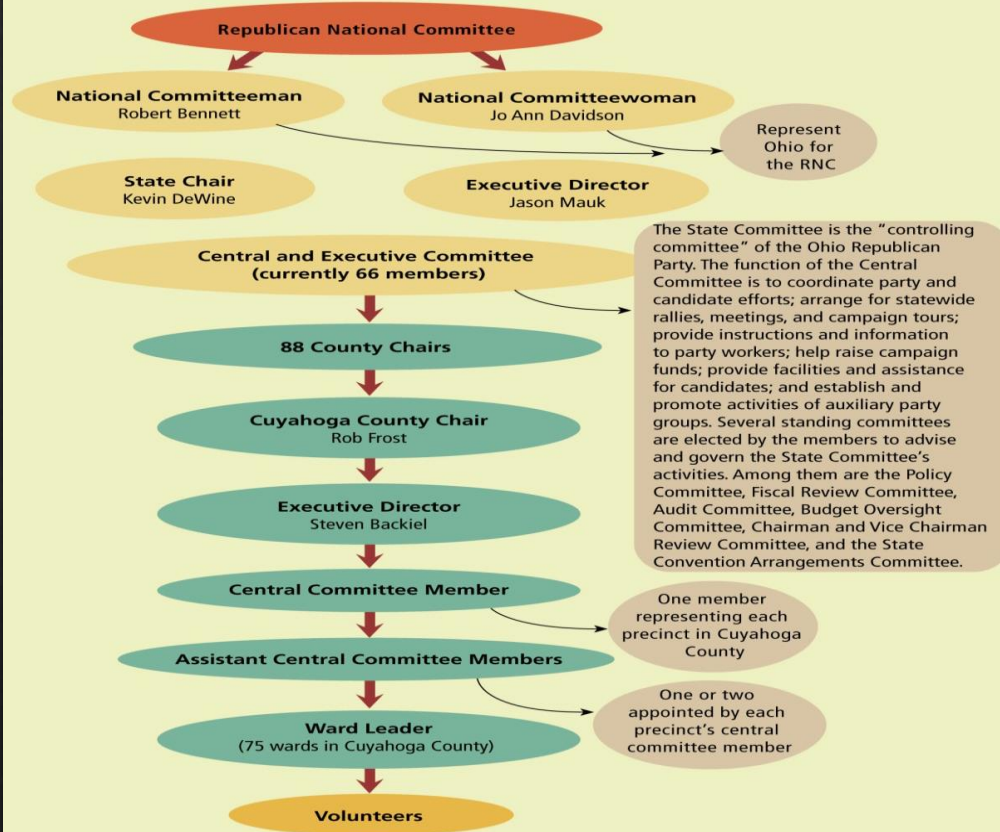 Republican National Committee
National Committeeman
Robert Bennett
National Committeewoman
Jo Ann Davidson
Represent
Ohio for
the RNC
State Chair
Kevin DeWine
Executive Director
Jason Mauk
Central and Executive Committee
(currently 66 members)
The State Committee is the "controlling
committee" of the Ohio Republican
Party. The function of the Central
Committee is to coordinate party and
candidate efforts; arrange for statewide
rallies, meetings, and campaign tours;
provide instructions and information
to party workers; help raise campaign
funds; provide facilities and assistance
for candidates; and establish and
promote activities of auxiliary party
groups. Several standing committees
are elected by the members to advise
and govern the State Committee's
activities. Among them are the Policy
Committee, Fiscal Review Committee,
Audit Committee, Budget Oversight
Committee, Chairman and Vice Chairman
Review Committee, and the State
Convention Arrangements Committee.
88 County Chairs
Cuyahoga County Chair
Rob Frost
Executive Director
Steven Backiel
Central Committee Member
One member
representing each
precinct in Cuyahoga
County
Assistant Central Committee Members
One or two
appointed by each
precinct's central
committee member
Ward Leader
(75 wards in Cuyahoga County)
Volunteers